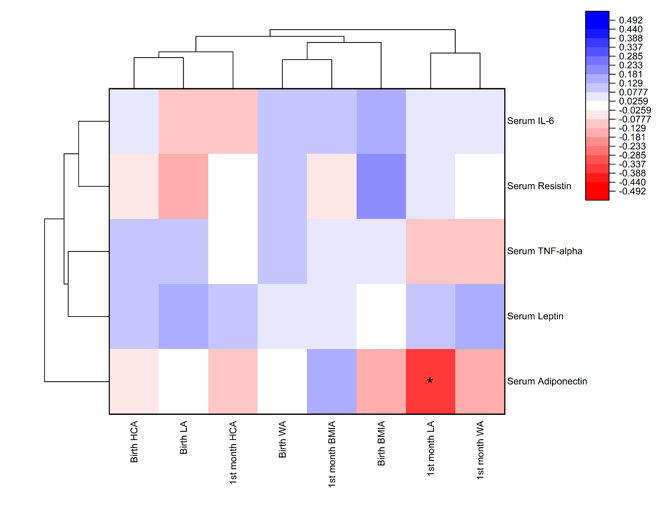 0.492
0.440
0.388
0.337
0.285
0.233
0.181
0.129
0.0777
0.0259
-0.0259
-0.0777
-0.129
-0.181
-0.233
-0.285
-0.337
-0.388
-0.440
-0.492
Serum IL-6
Serum Resistin
Serum TNF-alpha
Serum Leptin
Serum Adiponectin
*
Birth HCA
Birth LA
1st month HCA
Birth WA
1st month BMIA
Birth BMIA
1st month LA
1st month WA